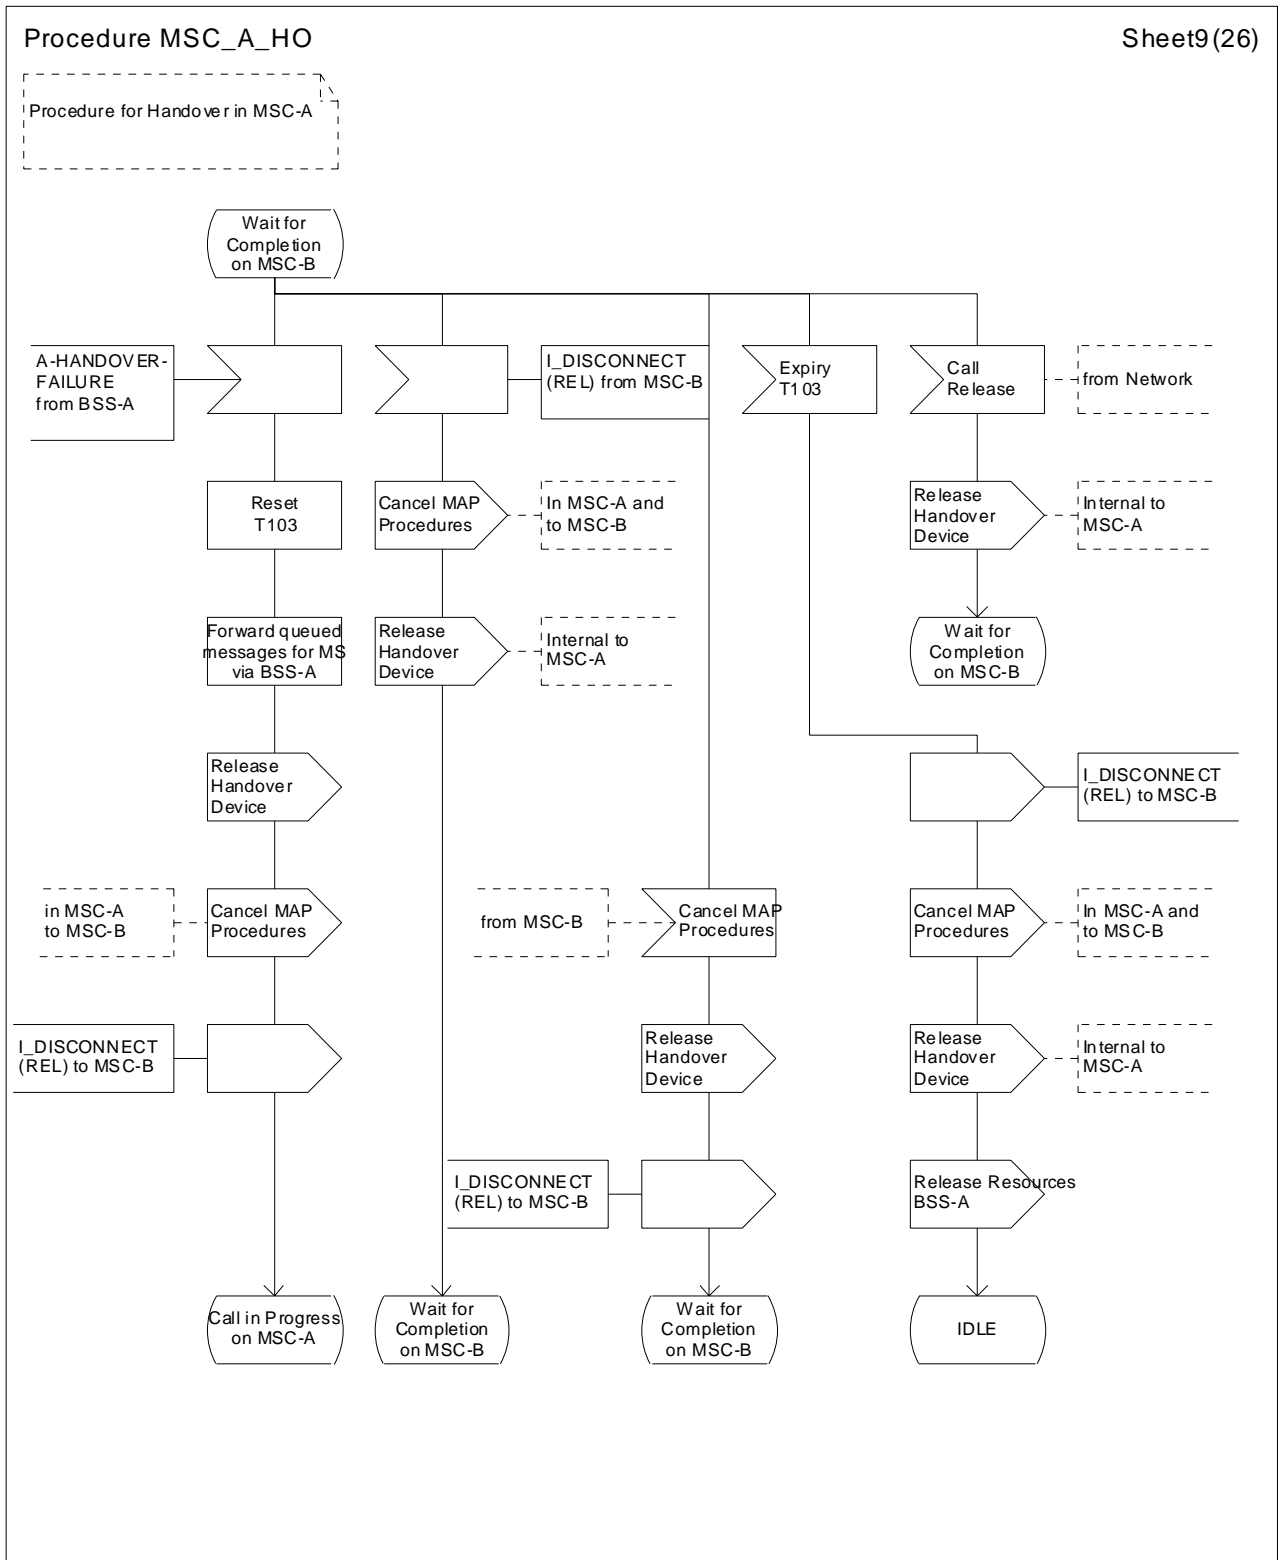 Procedure MSC_A_HO
Sheet9(26)
Procedure for Handover in MSC-A
Wait for
Completion
on MSC-B
A-HANDOVER-
FAILURE
from BSS-A
I_DISCONNECT
(REL) from MSC-B
Expiry
T103
Call
Release
from Network
Reset
T103
Cancel MAP
Procedures
In MSC-A and
to MSC-B
Release
Handover
Device
Internal to
MSC-A
Forward queued
messages for MS
via BSS-A
Release
Handover
Device
Internal to
MSC-A
Wait for
Completion
on MSC-B
Release
Handover
Device
I_DISCONNECT
(REL) to MSC-B
in MSC-A
to MSC-B
Cancel MAP
Procedures
from MSC-B
Cancel MAP
Procedures
Cancel MAP
Procedures
In MSC-A and
to MSC-B
I_DISCONNECT
(REL) to MSC-B
Release
Handover
Device
Release
Handover
Device
Internal to
MSC-A
I_DISCONNECT
(REL) to MSC-B
Release Resources
BSS-A
Call in Progress
on MSC-A
Wait for
Completion
on MSC-B
Wait for
Completion
on MSC-B
IDLE